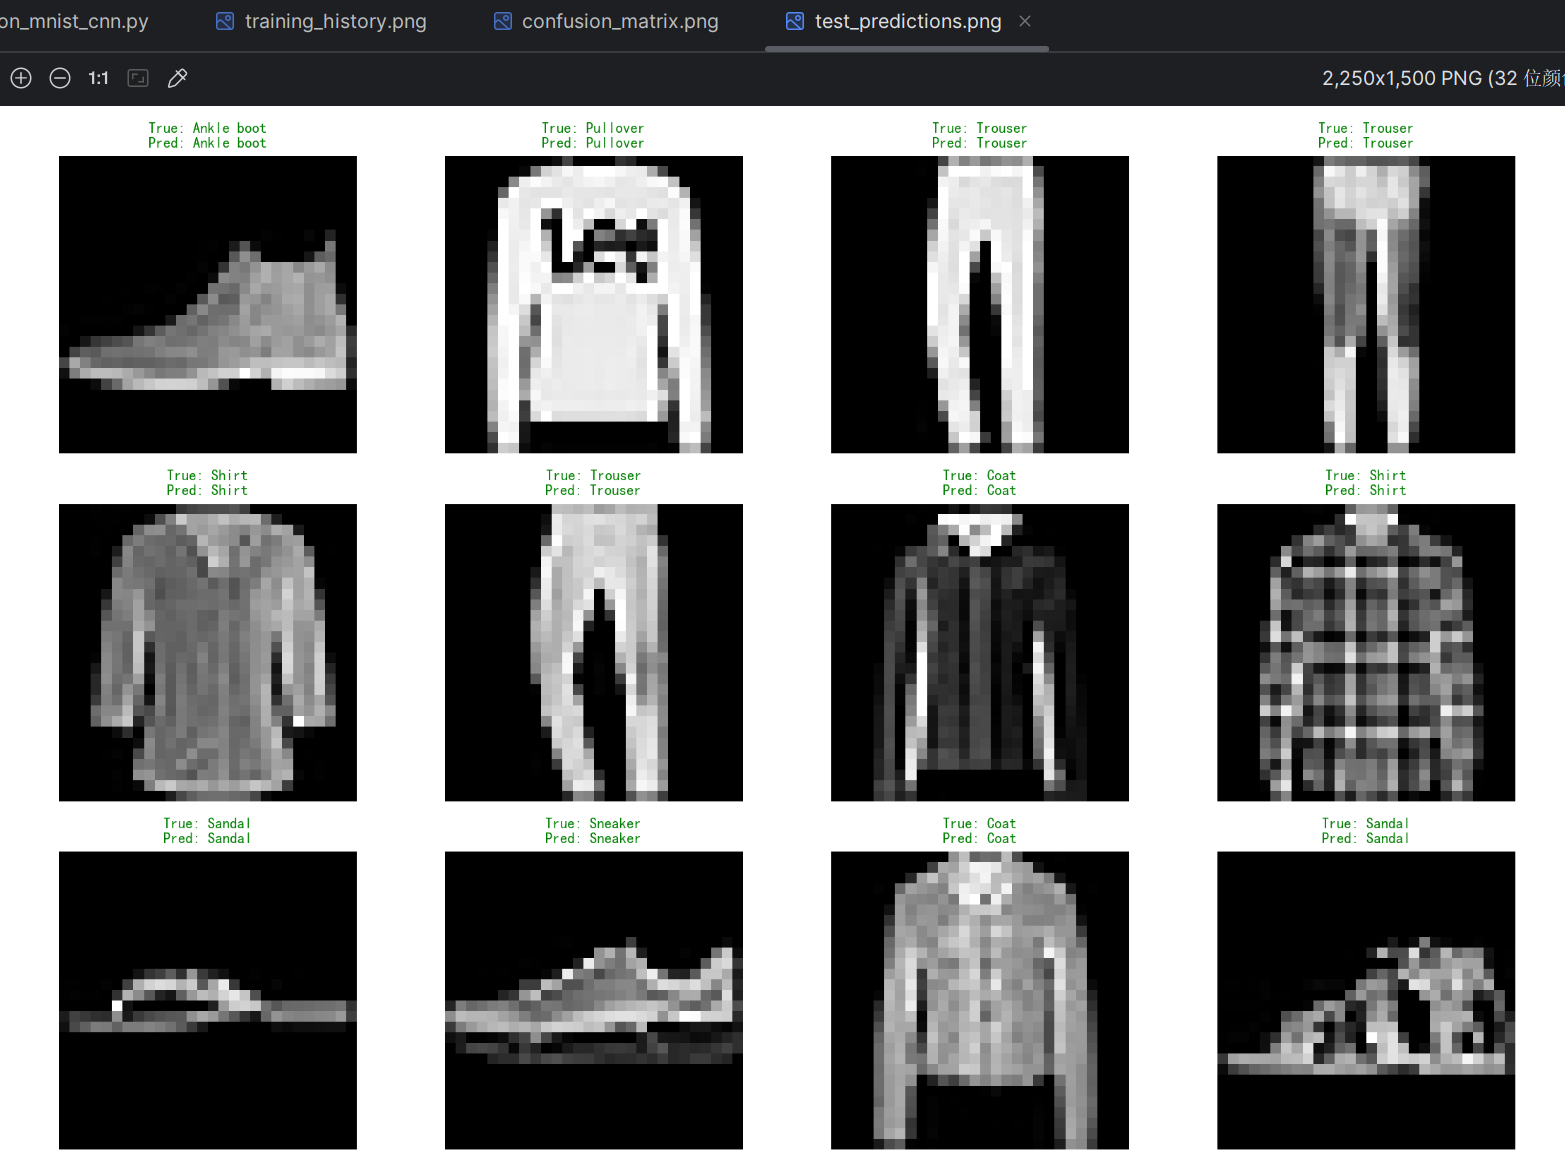 on_mnist_cnn.py training_history.png confusion_matrix.png test_predictions.png
1:1 2,250x1,500 PNG (32 位颜
True: Ankle boot
Pred: Ankle boot
True: Pullover
Pred: Pullover
True: Trouser
Pred: Trouser
True: Trouser
Pred: Trouser
True: Shirt
Pred: Shirt
True: Trouser
Pred: Trouser
True: Coat
Pred: Coat
True: Shirt
Pred: Shirt
True: Sandal
Pred: Sandal
True: Sneaker
Pred: Sneaker
True: Coat
Pred: Coat
True: Sandal
Pred: Sandal